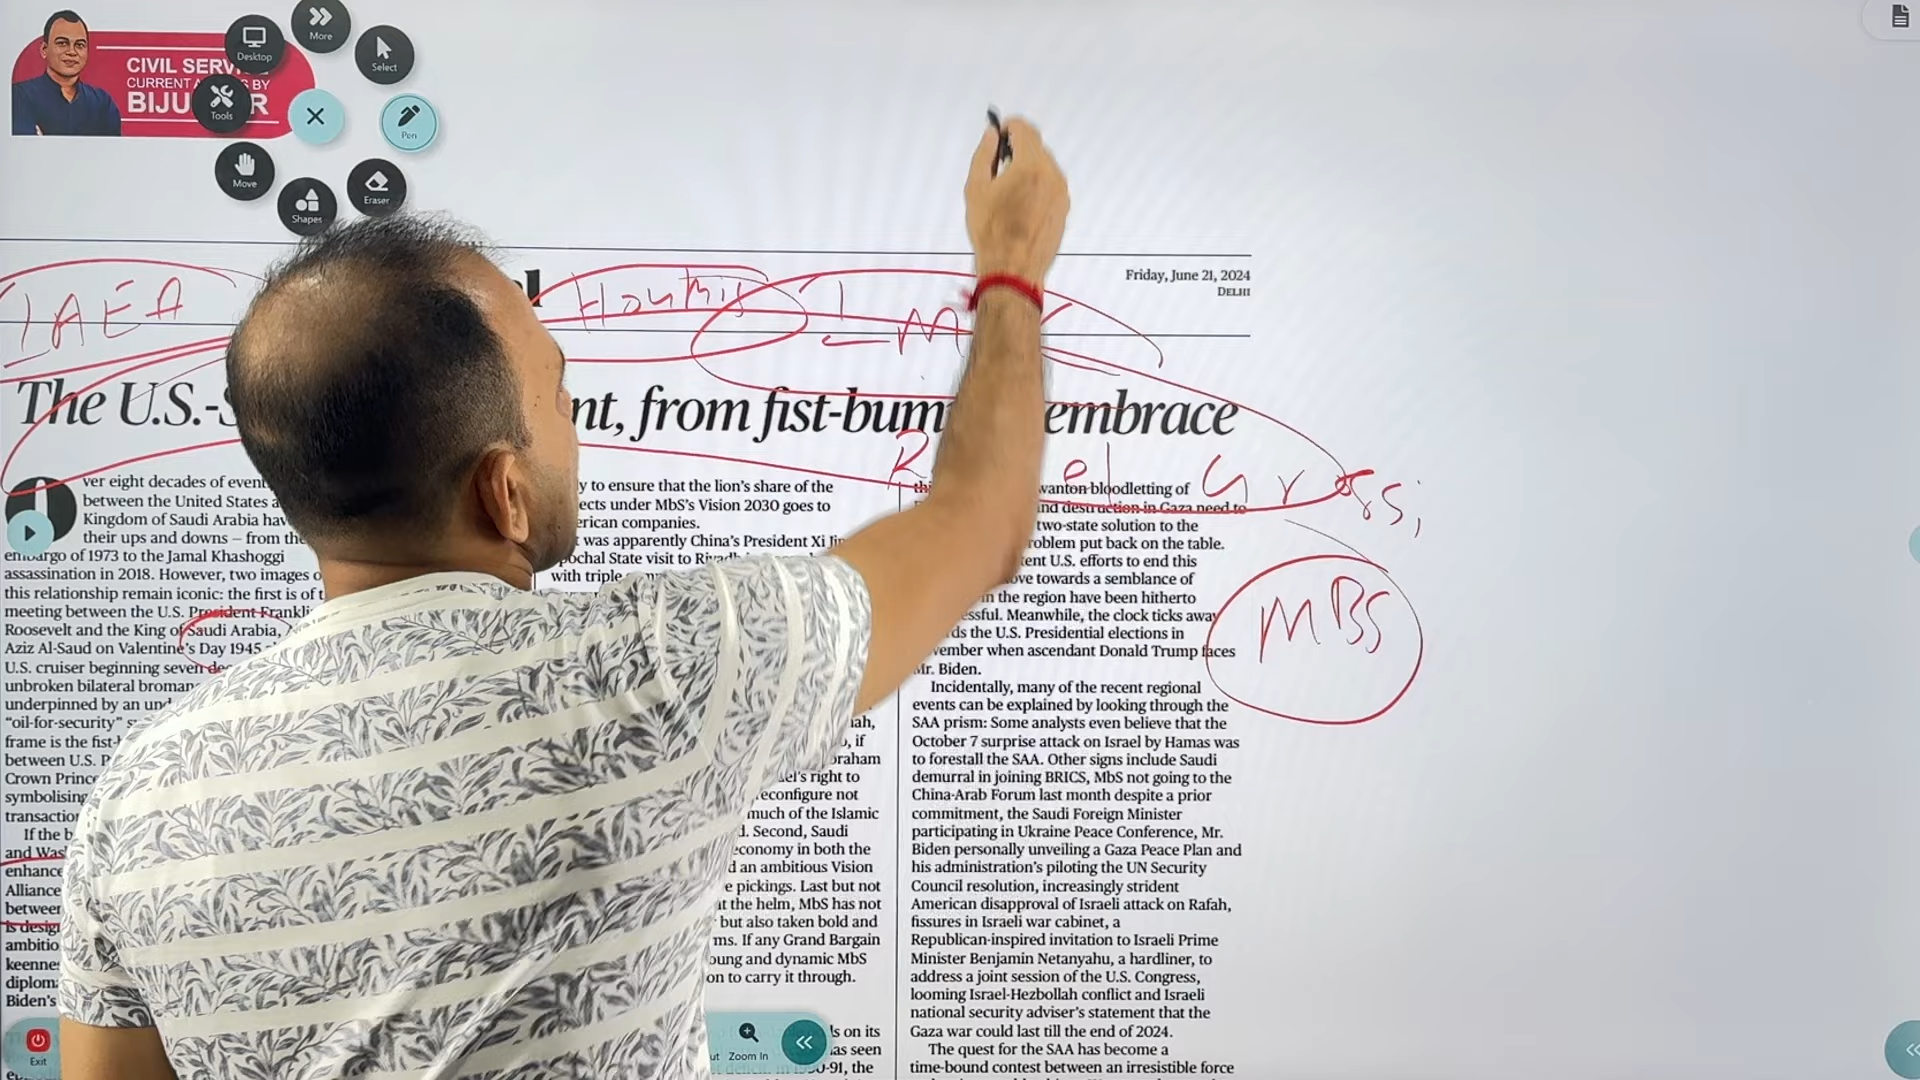 More
Desktop
Select
CIVIL SERV
CURRENT A S BY
BIJU R
Tools
Pen
Move
Eraser
Shapes
Friday, June 21, 2024
DELHI
IAEA
Houthis
The U.S.-S nt, from fist-bum embrace
Grossi
MBS
ver eight decades of event
between the United States a
Kingdom of Saudi Arabia hav
their ups and downs – from the
embargo of 1973 to the Jamal Khashoggi
assassination in 2018. However, two images o
this relationship remain iconic: the first is of t
meeting between the U.S. President Frankli
Roosevelt and the King of Saudi Arabia,
Aziz Al-Saud on Valentine's Day 1945
U.S. cruiser beginning seven dec
unbroken bilateral broman
underpinned by an und
“oil-for-security”
frame is the fist-
between U.S. P
Crown Prince
symbolising
transactio
If the b
and Was
enhance
Alliance
between
is desig
ambitio
keennes
diplom
Biden's
ly to ensure that the lion's share of the
ects under MbS's Vision 2030 goes to
erican companies.
was apparently China's President Xi Jin
pochal State visit to
with triple
nah,
o, if
braham
ael's right to
reconfigure not
much of the Islamic
d. Second, Saudi
economy in both the
d an ambitious Vision
e pickings. Last but not
at the helm, MbS has not
but also taken bold and
ms. If any Grand Bargain
oung and dynamic MbS
on to carry it through.
ls on its
has seen
0-91, the
wanton bloodletting of
nd destruction in Gaza need to
two-state solution to the
roblem put back on the table.
tent U.S. efforts to end this
ove towards a semblance of
in the region have been hitherto
essful. Meanwhile, the clock ticks away
ds the U.S. Presidential elections in
vember when ascendant Donald Trump faces
Mr. Biden.
Incidentally, many of the recent regional
events can be explained by looking through the
SAA prism: Some analysts even believe that the
October 7 surprise attack on Israel by Hamas was
to forestall the SAA. Other signs include Saudi
demurral in joining BRICS, MbS not going to the
China-Arab Forum last month despite a prior
commitment, the Saudi Foreign Minister
participating in Ukraine Peace Conference, Mr.
Biden personally unveiling a Gaza Peace Plan and
his administration's piloting the UN Security
Council resolution, increasingly strident
American disapproval of Israeli attack on Rafah,
fissures in Israeli war cabinet, a
Republican-inspired invitation to Israeli Prime
Minister Benjamin Netanyahu, a hardliner, to
address a joint session of the U.S. Congress,
looming Israel-Hezbollah conflict and Israeli
national security adviser's statement that the
Gaza war could last till the end of 2024.
The quest for the SAA has become a
time-bound contest between an irresistible force
Exit
ut Zoom In